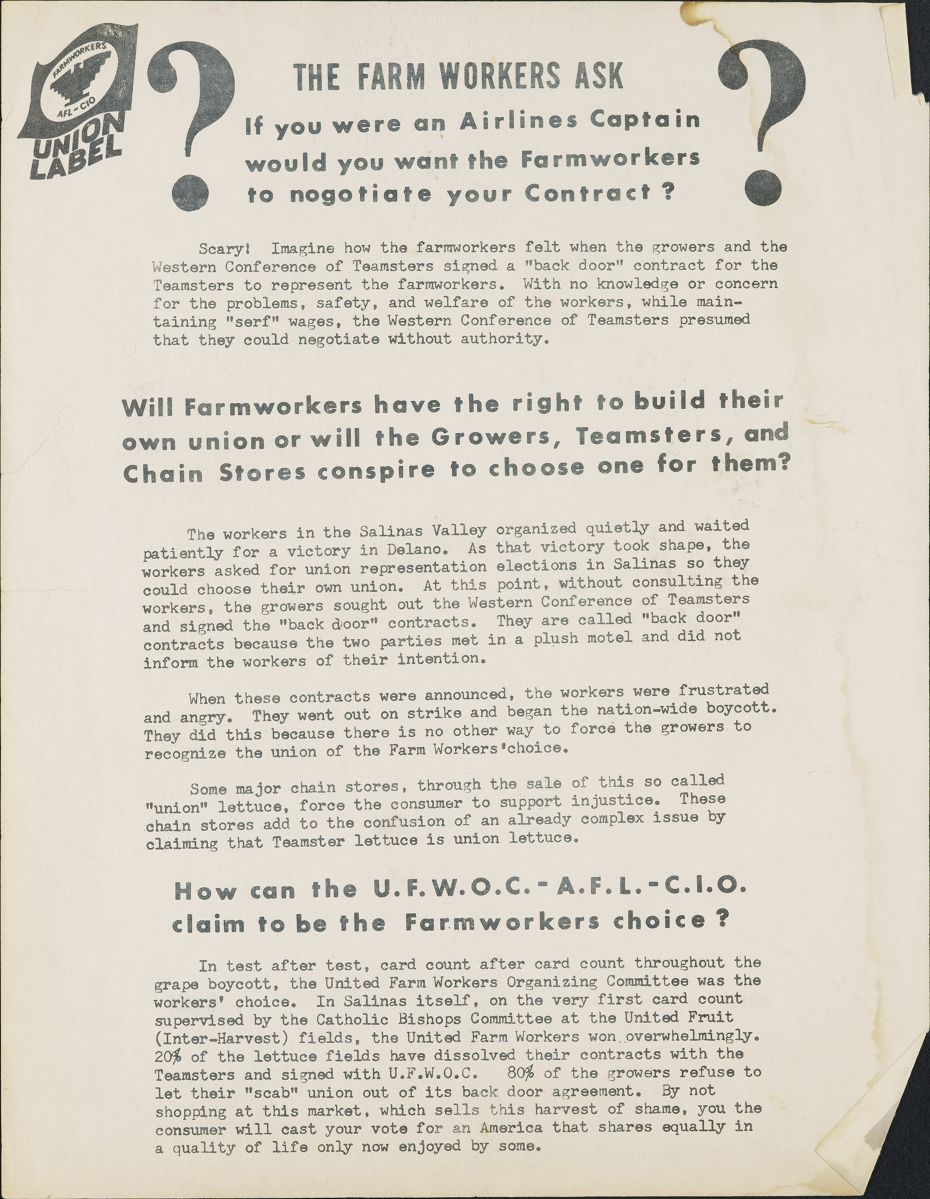 FARMWORKERS
AFL-CIO
UNION
LABEL
?
?
THE FARM WORKERS ASK
If you were an Airlines Captain
would you want the Farmworkers
to nogotiate your Contract ?
Scary! Imagine how the farmworkers felt when the growers and the
Western Conference of Teamsters signed a "back door" contract for the
Teamsters to represent the farmworkers. With no knowledge or concern
for the problems, safety, and welfare of the workers, while main-
taining "serf" wages, the Western Conference of Teamsters presumed
that they could negotiate without authority.
Will Farmworkers have the right to build their
own union or will the Growers, Teamsters, and
Chain Stores conspire to choose one for them?
The workers in the Salinas Valley organized quietly and waited
patiently for a victory in Delano. As that victory took shape, the
workers asked for union representation elections in Salinas so they
could choose their own union. At this point, without consulting the
workers, the growers sought out the Western Conference of Teamsters
and signed the "back door" contracts. They are called "back door"
contracts because the two parties met in a plush motel and did not
inform the workers of their intention.
When these contracts were announced, the workers were frustrated
and angry. They went out on strike and began the nation-wide boycott.
They did this because there is no other way to force the growers to
recognize the union of the Farm Workers'choice.
Some major chain stores, through the sale of this so called
"union" lettuce, force the consumer to support injustice. These
chain stores add to the confusion of an already complex issue by
claiming that Teamster lettuce is union lettuce.
How can the U.F.W.O.C.-A.F.L.-C.I.O.
claim to be the Farmworkers choice ?
In test after test, card count after card count throughout the
grape boycott, the United Farm Workers Organizing Committee was the
workers' choice. In Salinas itself, on the very first card count
supervised by the Catholic Bishops Committee at the United Fruit
(Inter-Harvest) fields, the United Farm Workers won overwhelmingly.
20% of the lettuce fields have dissolved their contracts with the
Teamsters and signed with U.F.W.O.C. 80% of the growers refuse to
let their "scab" union out of its back door agreement. By not
shopping at this market, which sells this harvest of shame, you the
consumer will cast your vote for an America that shares equally in
a quality of life only now enjoyed by some.